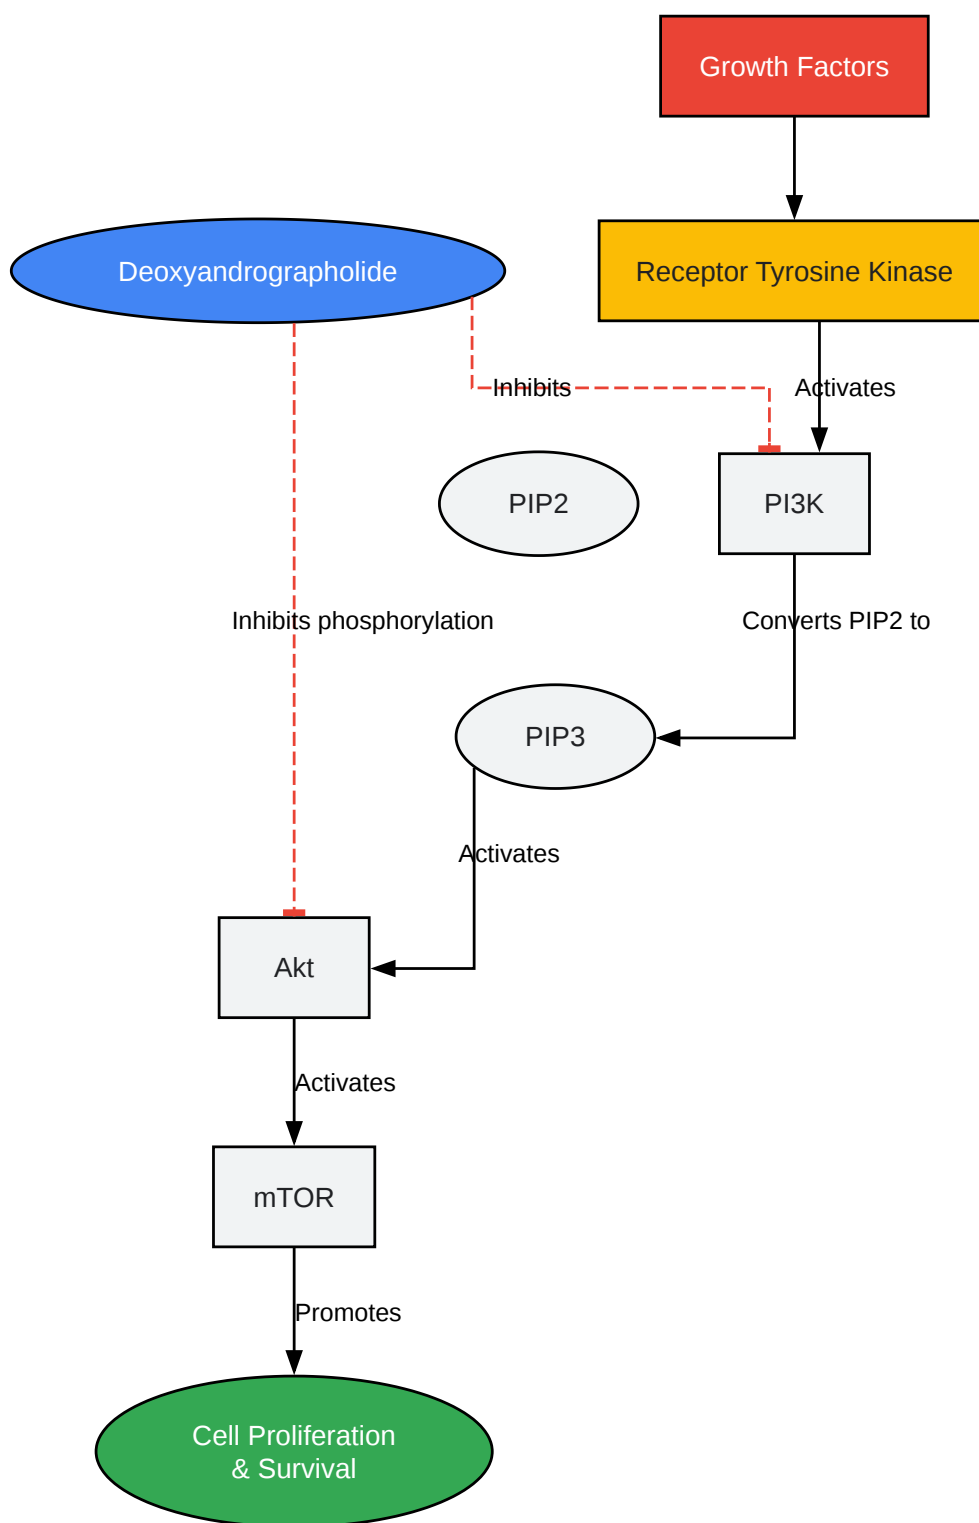 Growth Factors
Deoxyandrographolide
Receptor Tyrosine Kinase
Inhibits
Activates
PIP2
PI3K
Inhibits phosphorylation
Converts PIP2 to
PIP3
Activates
Akt
Activates
mTOR
Promotes
Cell Proliferation
& Survival